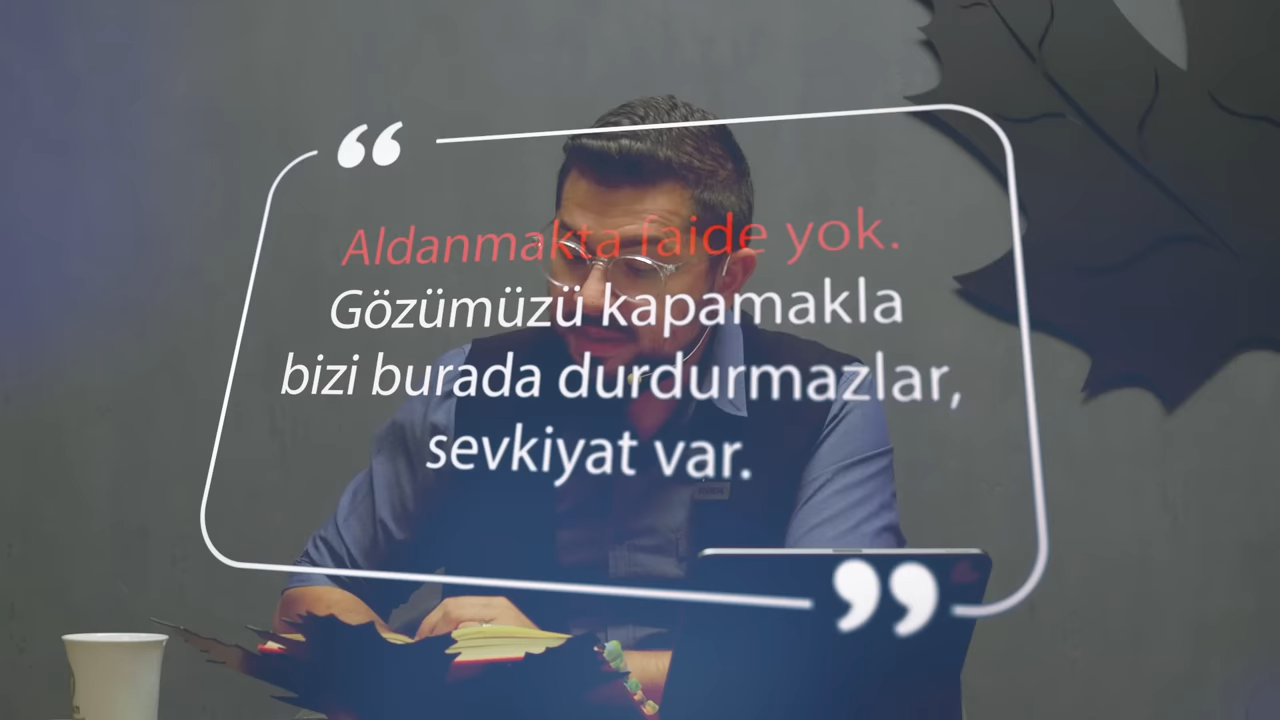 “
Aldanmakta faide yok.
Gözümüzü kapamakla
bizi burada durdurmazlar,
sevkiyat var.
”